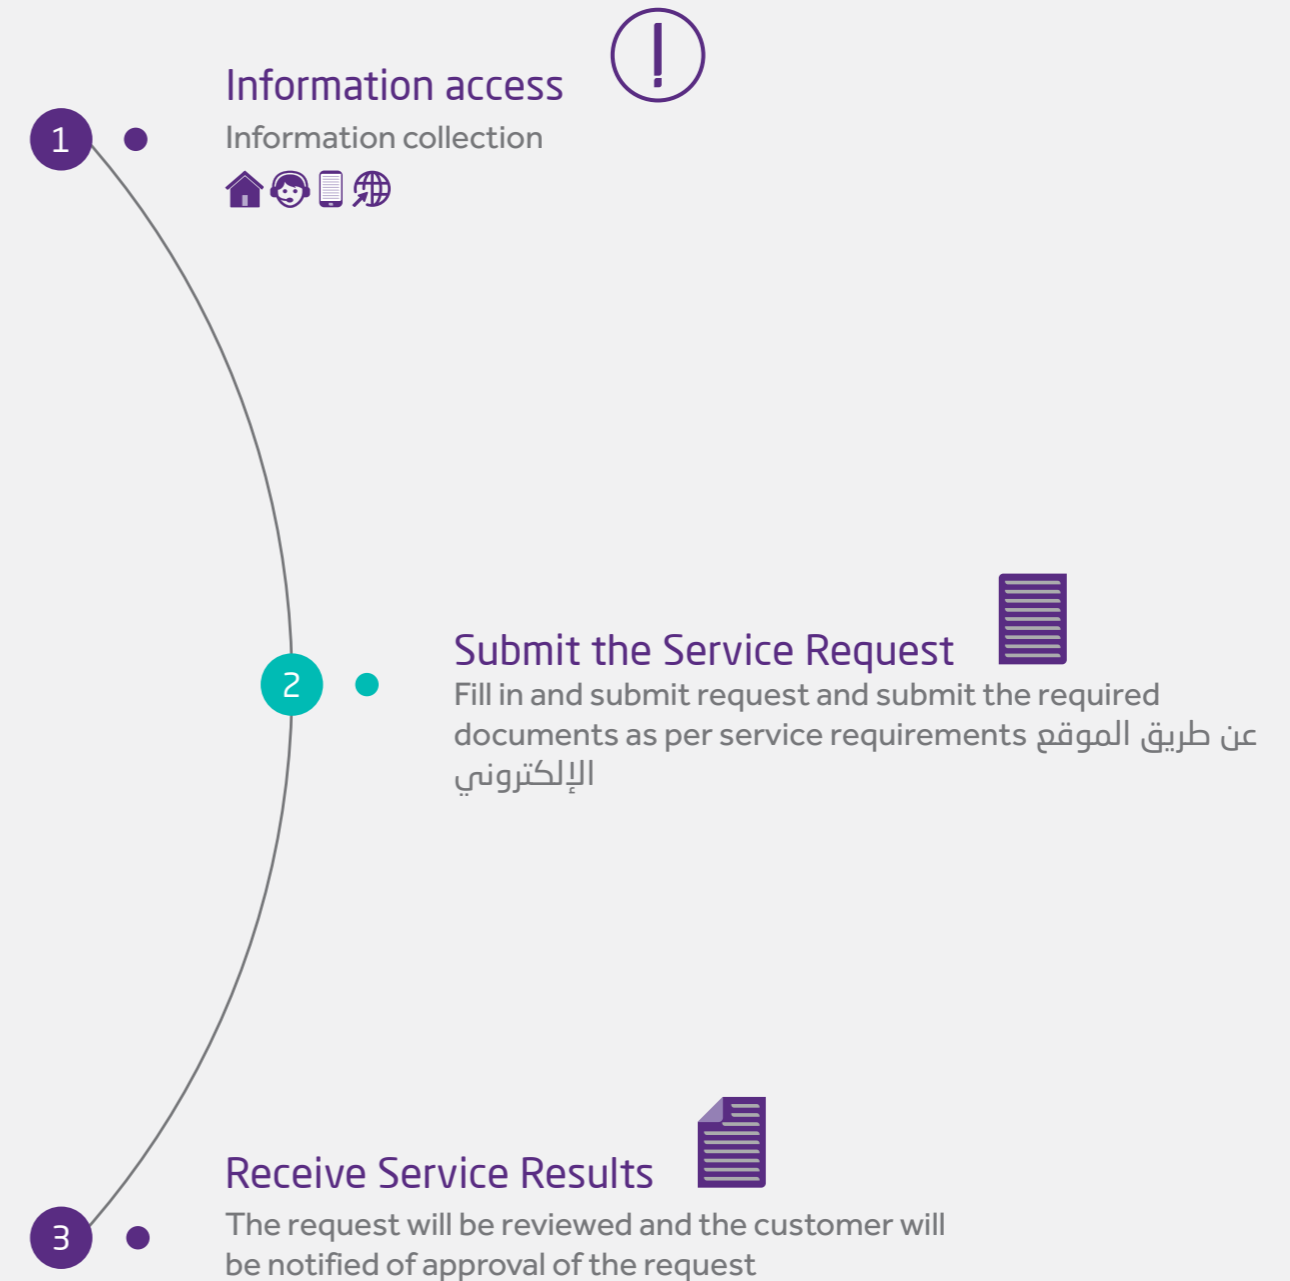 Information access
1
Information collection
Submit the Service Request
2
Fill in and submit request and submit the required
documents as per service requirements عن طريق الموقع
الإلكتروني
Receive Service Results
3
The request will be reviewed and the customer will
be notified of approval of the request